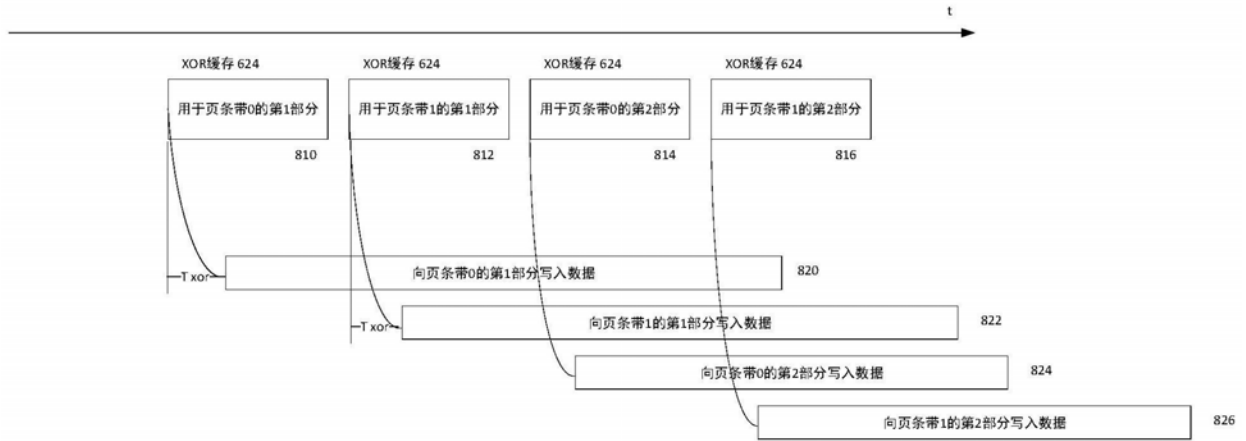 t
XOR缓存 624 XOR缓存 624 XOR缓存 624 XOR缓存 624
用于页条带0的第1部分 用于页条带1的第1部分 用于页条带0的第2部分 用于页条带1的第2部分
810 812 814 816
T xor 向页条带0的第1部分写入数据 820
T xor 向页条带1的第1部分写入数据 822
向页条带0的第2部分写入数据 824
向页条带1的第2部分写入数据 826